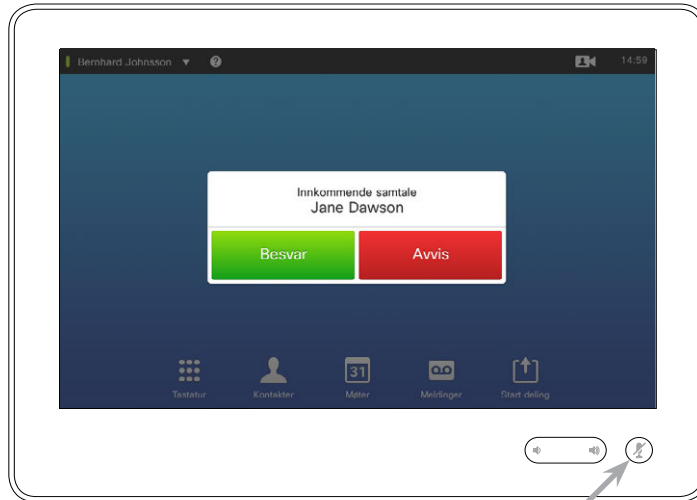 Bernhard Johnsson
14:59
Innkommende samtale
Jane Dawson
Besvar
Avvis
31
Tastatur
Kontakter
Møter
Meldinger
Start deling